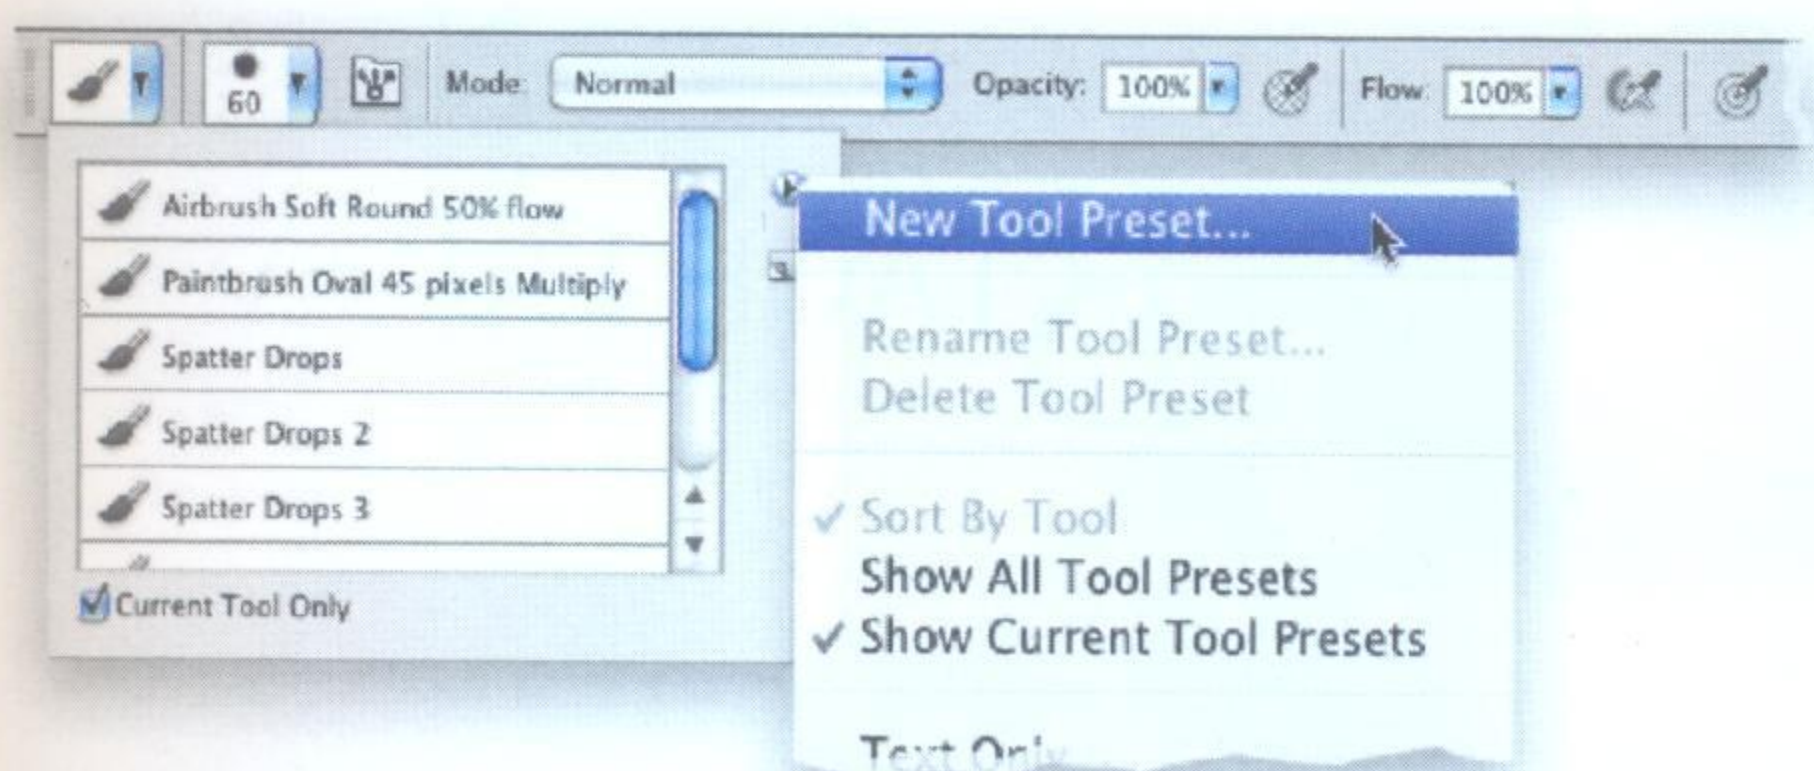 60
Mode: Normal Opacity: 100% Flow: 100%
Airbrush Soft Round 50% flow
Paintbrush Oval 45 pixels Multiply
Spatter Drops
Spatter Drops 2
Spatter Drops 3
Current Tool Only
New Tool Preset...
Rename Tool Preset...
Delete Tool Preset
Sort By Tool
Show All Tool Presets
Show Current Tool Presets
Text Only